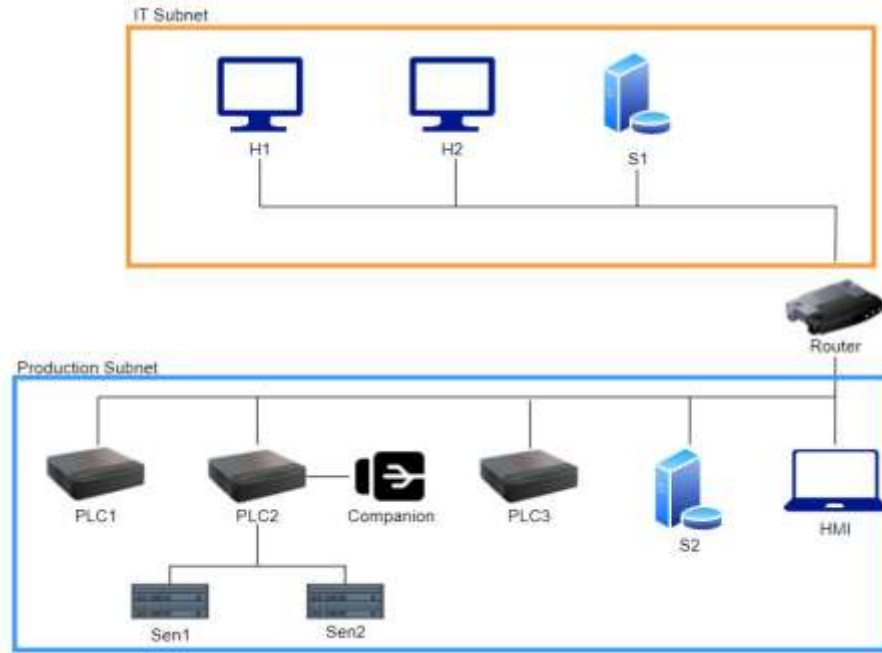 IT Subnet
H1
H2
S1
Router
Production Subnet
PLC1
PLC2
Companion
PLC3
S2
HMI
Sen1
Sen2